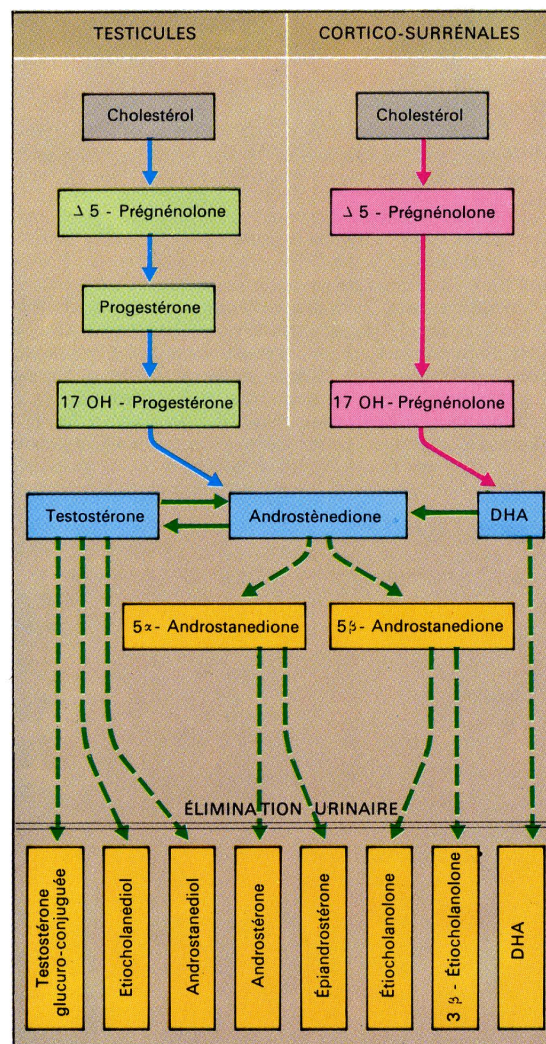 TESTICULES
CORTICO-SURRÉNALES
Cholestérol
Cholestérol
Δ 5 - Prégnénolone
Δ 5 - Prégnénolone
Progestérone
17 OH - Progestérone
17 OH - Prégnénolone
Testostérone
Androstènedione
DHA
5α - Androstanedione
5β - Androstanedione
ÉLIMINATION URINAIRE
Testostérone
glucuro-conjuguée
Etiocholanediol
Androstanediol
Androstérone
Épiandrostérone
Étiocholanolone
3 β - Étiocholanolone
DHA